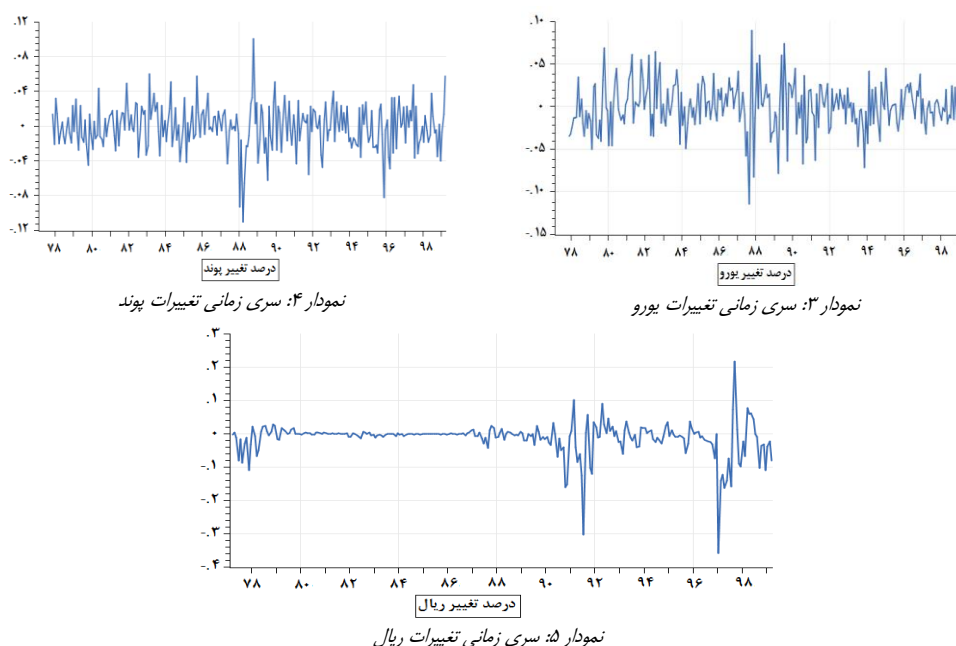 .۱۰
.۰۵
۰
-.۰۵
-.۱۰
-.۱۵
۷۸ ۸۰ ۸۲ ۸۴ ۸۶ ۸۸ ۹۰ ۹۲ ۹۴ ۹۶ ۹۸
درصد تغییر یورو
نمودار ۳: سری زمانی تغییرات یورو
.۱۲
.۰۸
.۰۴
۰
-.۰۴
-.۰۸
-.۱۲
۷۸ ۸۰ ۸۲ ۸۴ ۸۶ ۸۸ ۹۰ ۹۲ ۹۴ ۹۶ ۹۸
درصد تغییر پوند
نمودار ۴: سری زمانی تغییرات پوند
.۳
.۲
.۱
۰
-.۱
-.۲
-.۳
-.۴
۷۸ ۸۰ ۸۲ ۸۴ ۸۶ ۸۸ ۹۰ ۹۲ ۹۴ ۹۶ ۹۸
درصد تغییر ریال
نمودار ۵: سری زمانی تغییرات ریال